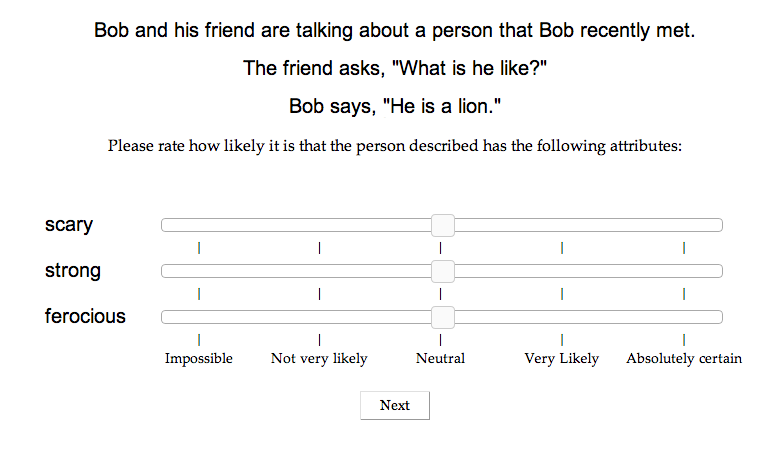 Bob and his friend are talking about a person that Bob recently met.
The friend asks, "What is he like?"
Bob says, "He is a lion."
Please rate how likely it is that the person described has the following attributes:
scary
strong
ferocious
Impossible Not very likely Neutral Very Likely Absolutely certain
Next